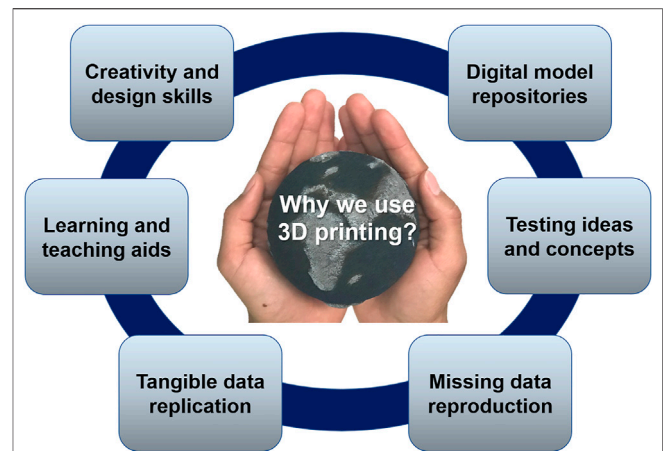 Creativity and
design skills
Digital model
repositories
Why we use
3D printing?
Learning and
teaching aids
Testing ideas
and concepts
Tangible data
replication
Missing data
reproduction